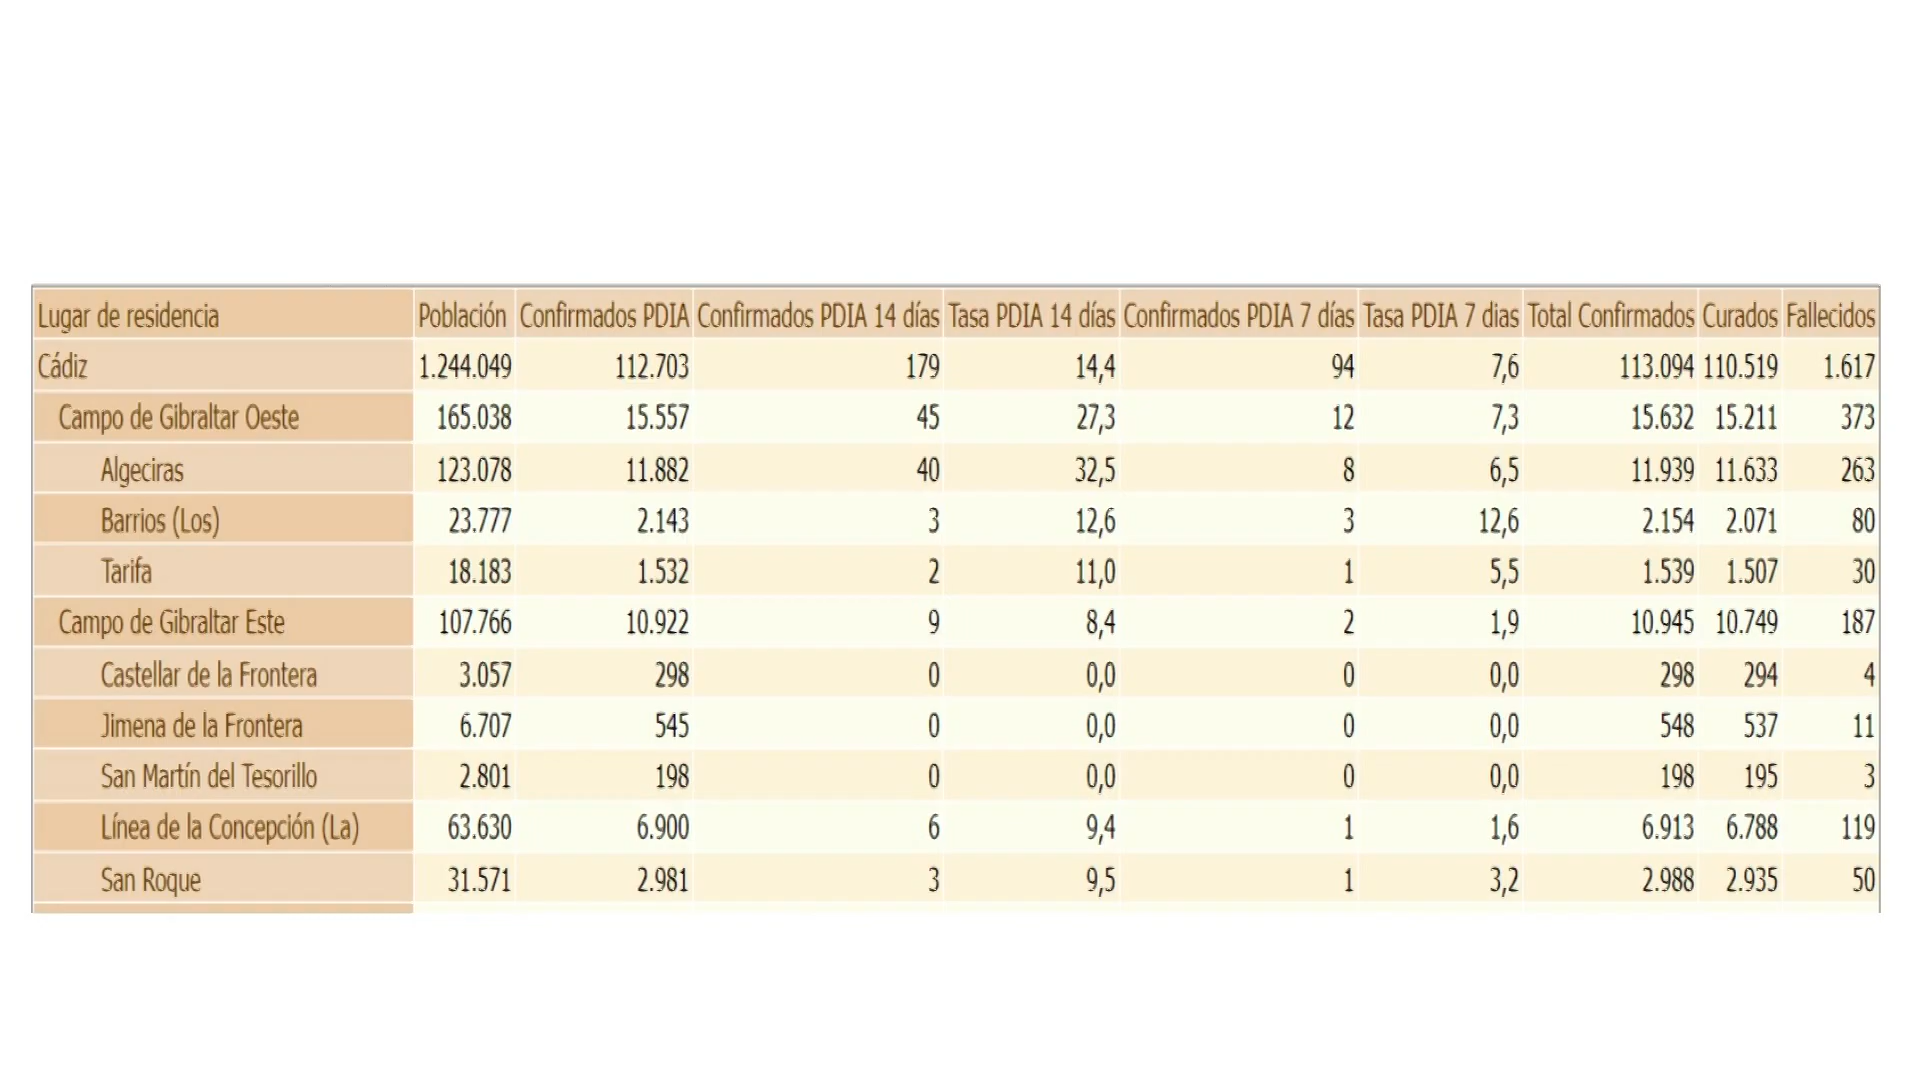 Lugar de residencia Población Confirmados PDIA Confirmados PDIA 14 días Tasa PDIA 14 días Confirmados PDIA 7 días Tasa PDIA 7 dias Total Confirmados Curados Fallecidos
Cádiz 1.244.049 112.703 179 14,4 94 7,6 113.094 110.519 1.617
Campo de Gibraltar Oeste 165.038 15.557 45 27,3 12 7,3 15.632 15.211 373
Algeciras 123.078 11.882 40 32,5 8 6,5 11.939 11.633 263
Barrios (Los) 23.777 2.143 3 12,6 3 12,6 2.154 2.071 80
Tarifa 18.183 1.532 2 11,0 1 5,5 1.539 1.507 30
Campo de Gibraltar Este 107.766 10.922 9 8,4 2 1,9 10.945 10.749 187
Castellar de la Frontera 3.057 298 0 0,0 0 0,0 298 294 4
Jimena de la Frontera 6.707 545 0 0,0 0 0,0 548 537 11
San Martín del Tesorillo 2.801 198 0 0,0 0 0,0 198 195 3
Línea de la Concepción (La) 63.630 6.900 6 9,4 1 1,6 6.913 6.788 119
San Roque 31.571 2.981 3 9,5 1 3,2 2.988 2.935 50